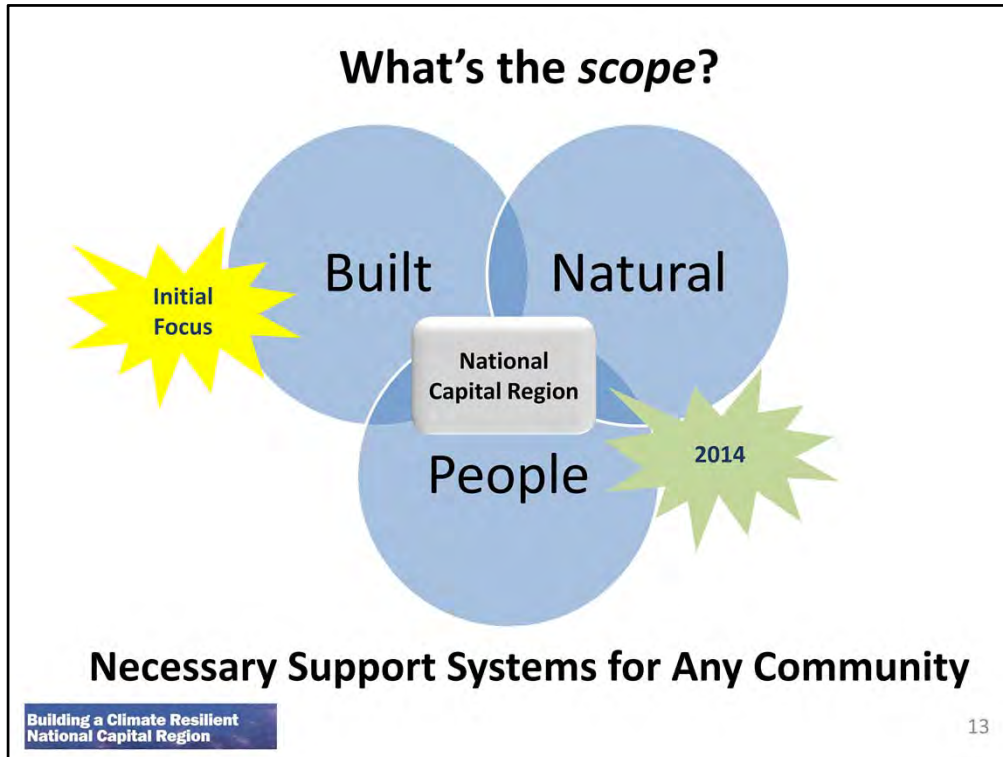 What's the scope?
Built
Natural
Initial
Focus
National
Capital Region
People
2014
Necessary Support Systems for Any Community
Building a Climate Resilient
National Capital Region
13